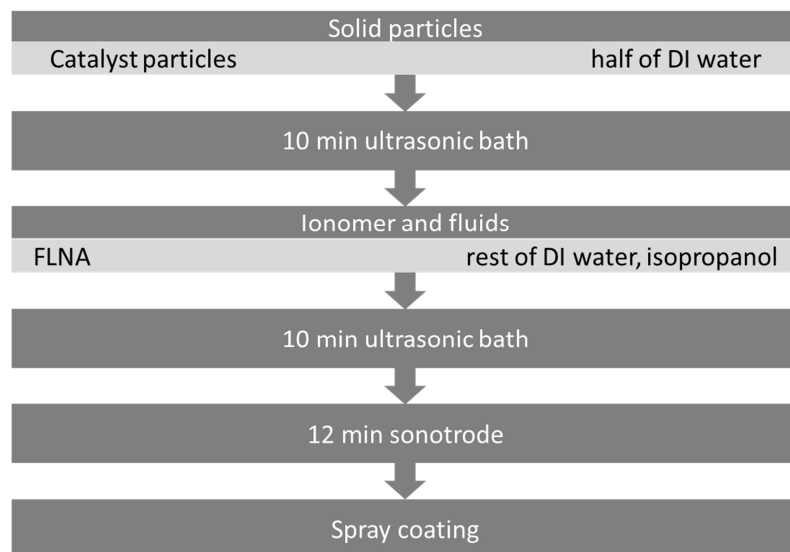 Solid particles
Catalyst particles half of DI water
10 min ultrasonic bath
Ionomer and fluids
FLNA rest of DI water, isopropanol
10 min ultrasonic bath
12 min sonotrode
Spray coating